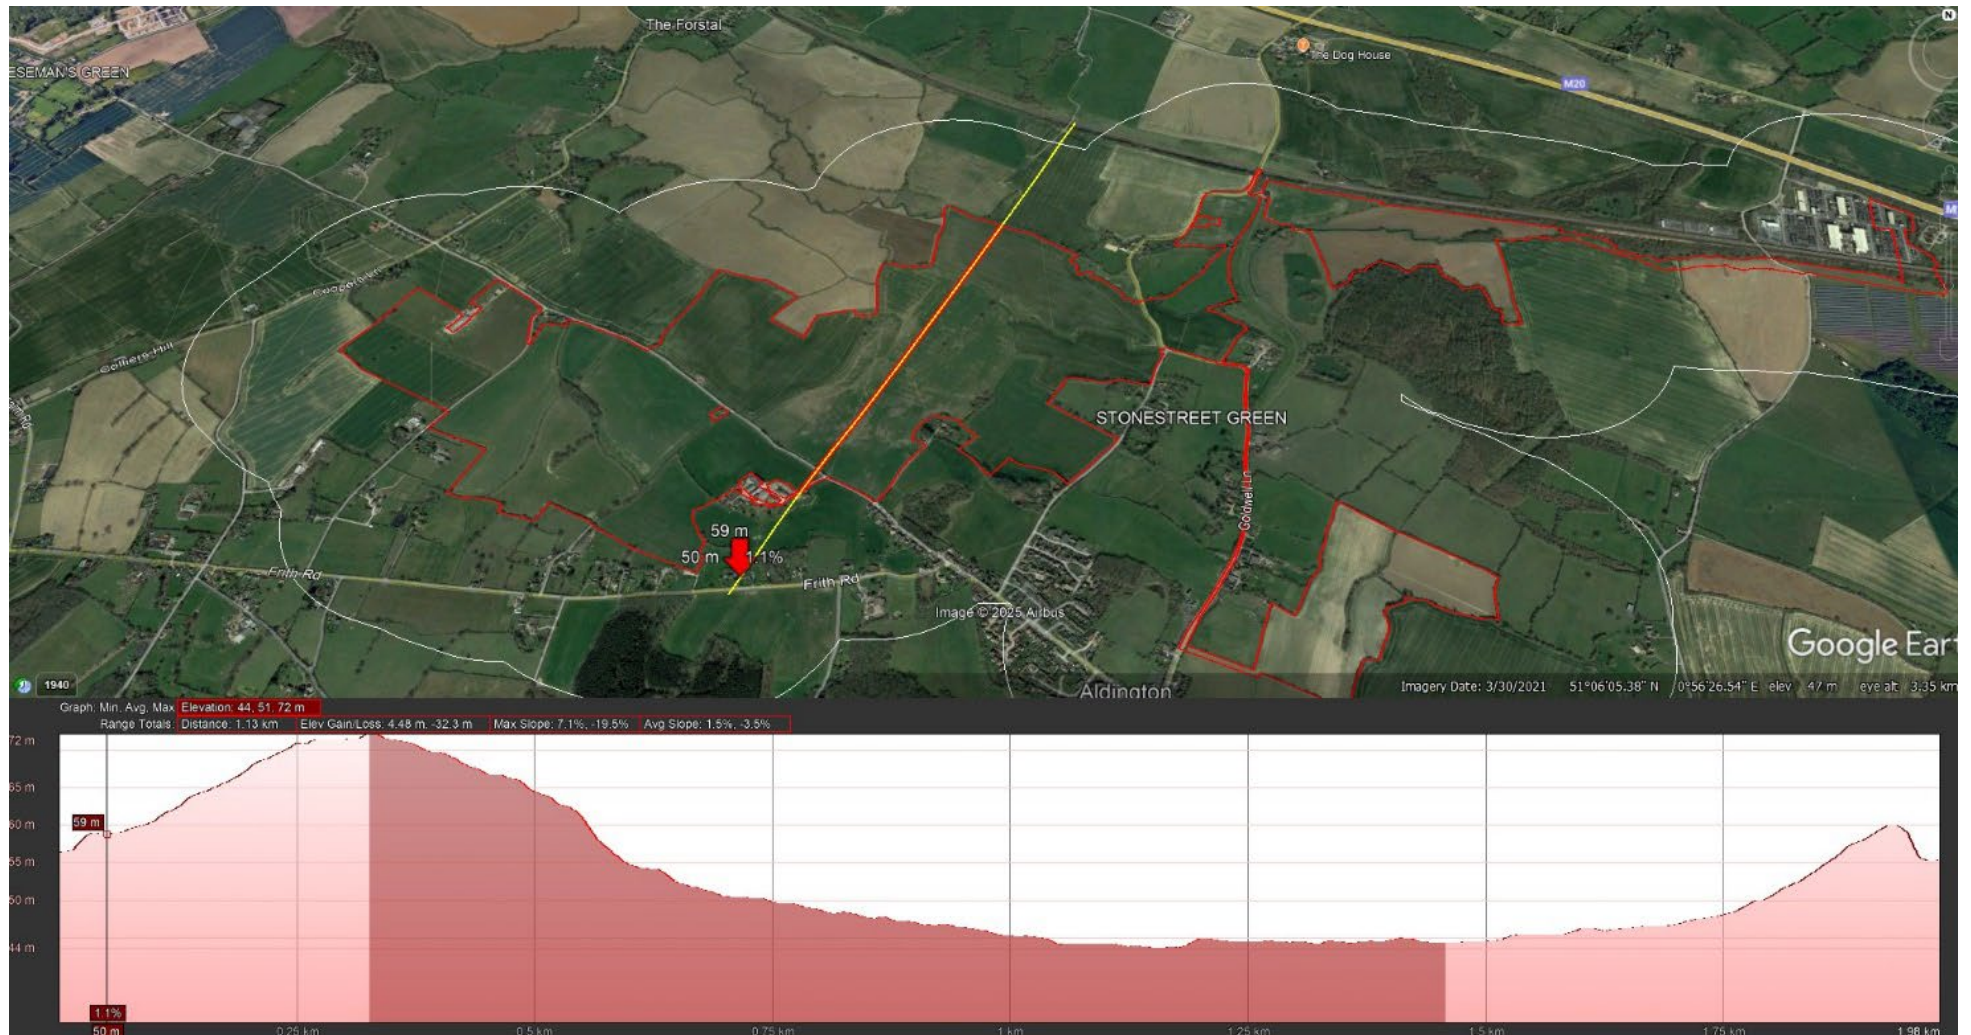 The Forstal
N
The Dog House
ESEMAN'S GREEN
M20
Colliers Hill
STONESTREET GREEN
Goldwell Ln
59 m
50 m 1.1%
Frith Rd
Frith Rd
Image © 2025 Airbus
Google Ear
Aldington
1940
Imagery Date: 3/30/2021 51°06'05.38" N 0°56'26.54" E elev 47 m eye alt 3.35 km
Graph: Min, Avg, Max Elevation: 44, 51, 72 m
Range Totals: Distance: 1.13 km Elev Gain/Loss: 4.48 m, -32.3 m Max Slope: 7.1%, -19.5% Avg Slope: 1.5%, -3.5%
72 m
65 m
59 m
60 m
55 m
50 m
44 m
1.1%
50 m 0.25 km 0.5 km 0.75 km 1 km 1.25 km 1.5 km 1.75 km 1.98 km